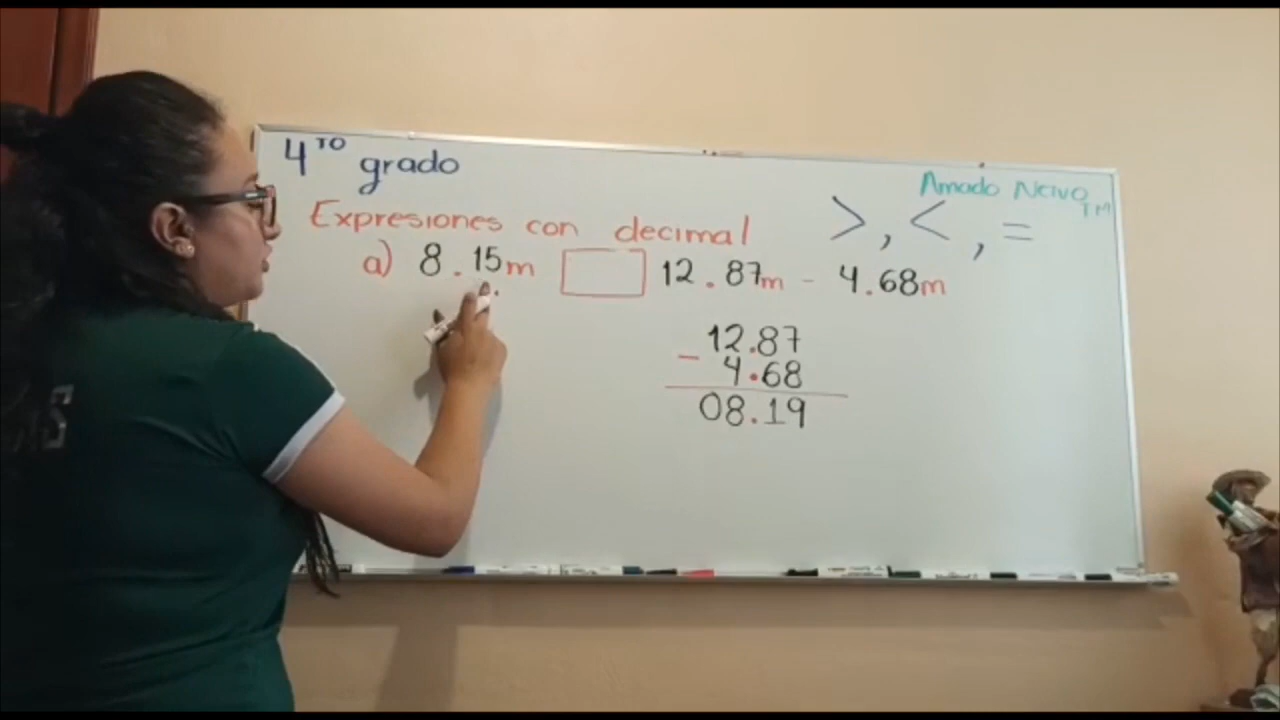 4TO grado
Amado Nervo
TM
Expresiones con decimal
>, <, =
a) 8.15m 12.87m - 4.68m
12.87
- 4.68
08.19